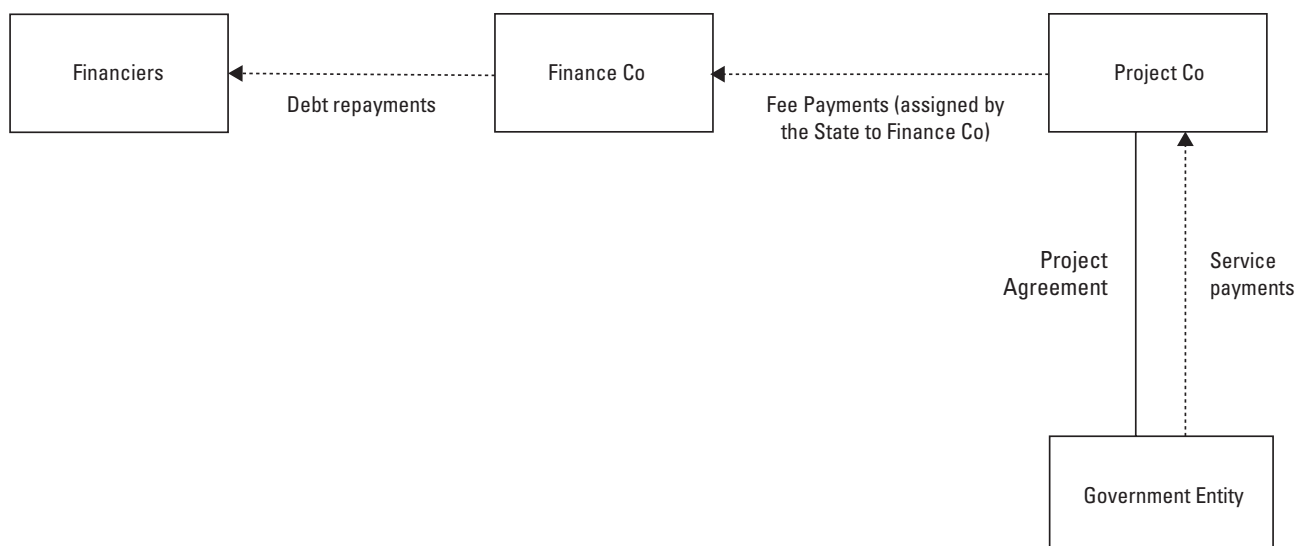 Financiers
Finance Co
Project Co
Debt repayments
Fee Payments (assigned by
the State to Finance Co)
Project
Agreement
Service
payments
Government Entity